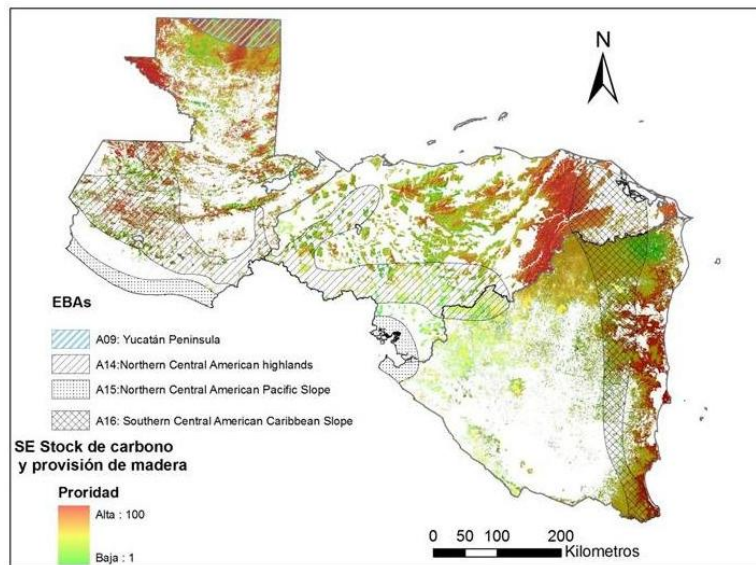 N
EBAs
A09: Yucatán Peninsula
A14:Northern Central American highlands
A15:Northern Central American Pacific Slope
A16: Southern Central American Caribbean Slope
SE Stock de carbono
y provisión de madera
Proridad
Alta : 100
Baja : 1
0 50 100 200
Kilometros